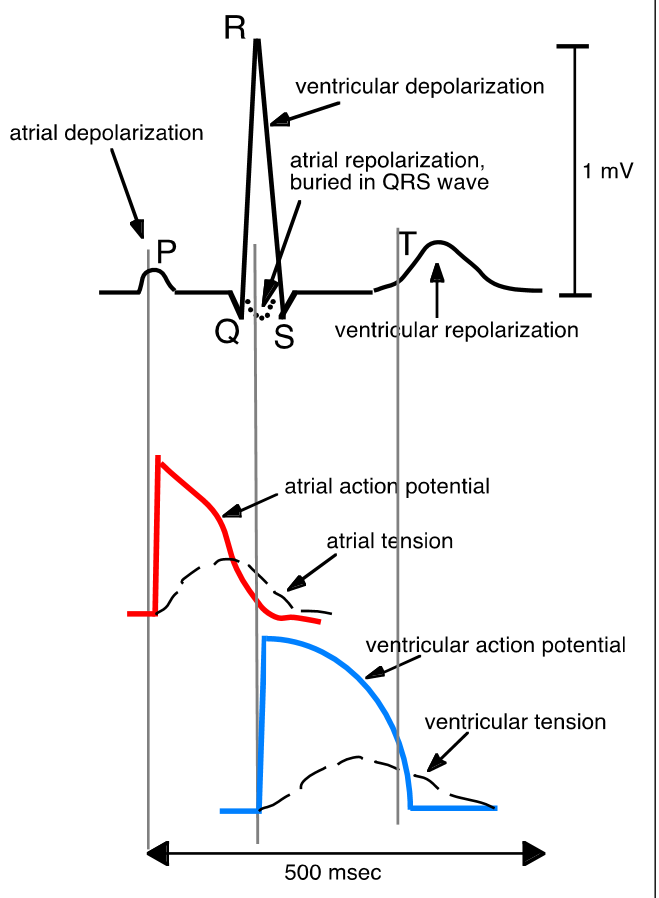 R
ventricular depolarization
atrial depolarization
atrial repolarization,
buried in QRS wave
1 mV
P
T
Q
S
ventricular repolarization
atrial action potential
atrial tension
ventricular action potential
ventricular tension
500 msec